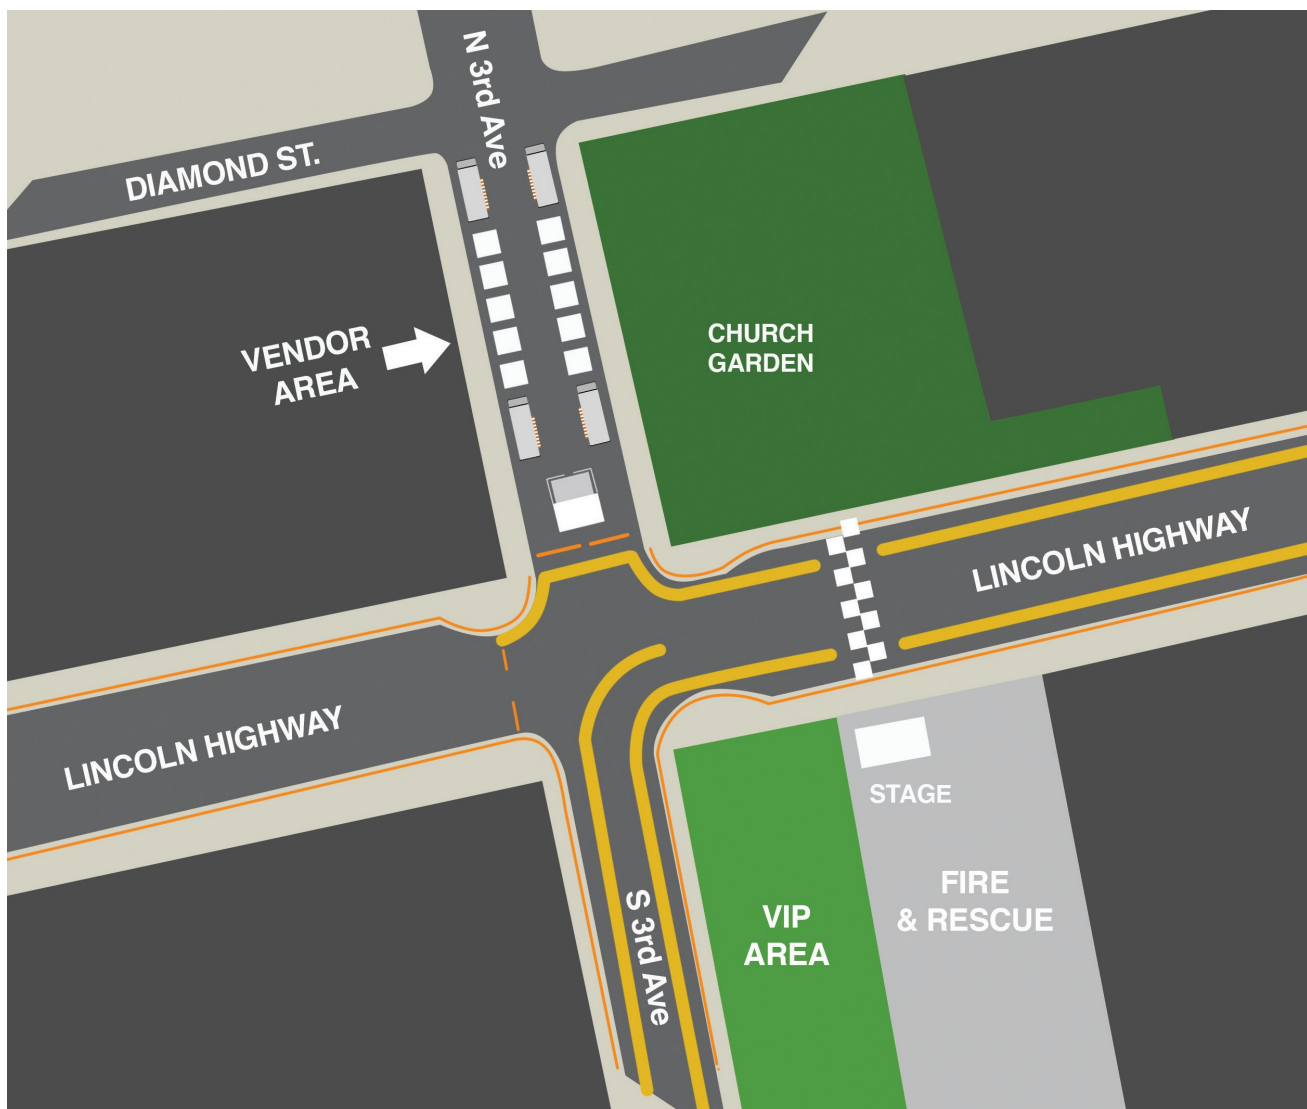 N 3rd Ave
DIAMOND ST.
VENDOR
AREA
CHURCH
GARDEN
LINCOLN HIGHWAY
LINCOLN HIGHWAY
STAGE
FIRE
& RESCUE
VIP
AREA
S 3rd Ave